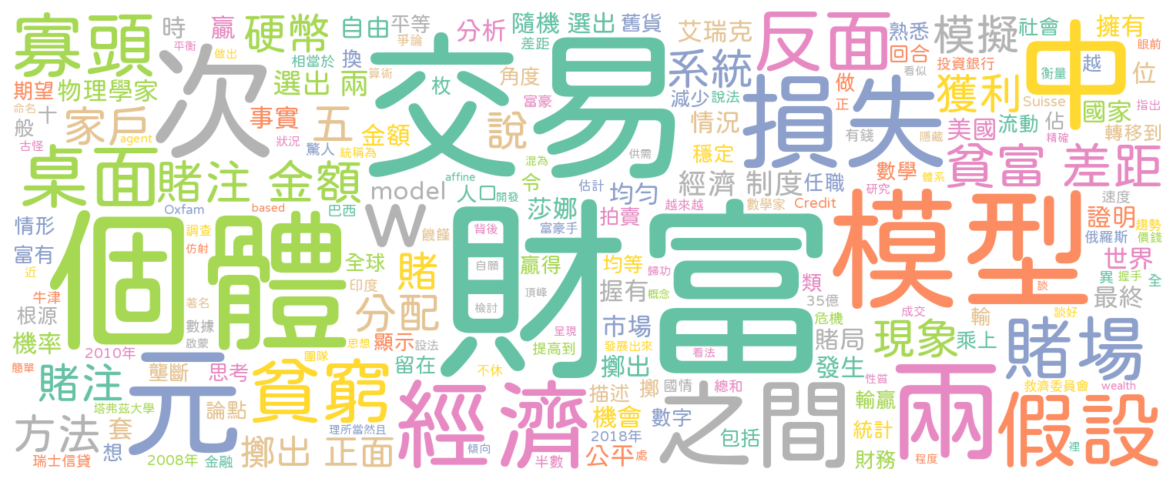 寡頭
時
平衡
贏
做出
硬幣
相當於
自由
爭論
平等
換
分析
差距
隨機
選出
舊貨
艾瑞克
反面
熟悉
回合
看似
模擬
社會
投資銀行
擁有
越
眼前
期望
物理學家
次
選出
兩
算術
枚
交易
角度
富豪
系統
減少
說法
損失
做
正
獲利
中
衡量
位
命名
般
十
古怪
家戶
agent
事實
驚人
五
金額
狀況
統稱為
說
混為
供需
情況
穩定
有錢
隱藏
Suisse
國家
指出
美國
流動
佔
精確
轉移到
桌面
賭注
金額
model
affine
人口
開發
令
估計
均勻
經濟
制度
任職
數學
體系
貧富
差距
情形
Oxfam
based
巴西
W
饑饉
莎娜
拍賣
越來越
數學家
Credit
研究
證明
速度
趨勢
俄羅斯
價錢
富有
調查
仿射
近
個體
全球
賭
背後
財富
贏得
均等
類
模型
世界
異
握手
全
牛津
著名
印度
自願
歸功
握有
35億
談
根源
數據
啟蒙
分配
頂峰
概念
危機
成交
最終
機率
2010年
思想
顯示
檢討
呈現
市場
賭局
現象
乘上
輸
談好
賭場
簡單
團隊
設法
提高到
發展出來
看法
留在
擲出
發生
性質
救濟委員會
wealth
賭注
元
壟斷
思考
貧窮
不休
經濟
描述
擲
國情
總和
之間
輸贏
兩
假設
塔弗茲大學
論點
理所當然且
機會
數字
統計
方法
套
想
擲出
正面
傾向
半數
2018年
公平
處
包括
財務
程度
裡
瑞士信貸
2008年
金融
富豪手